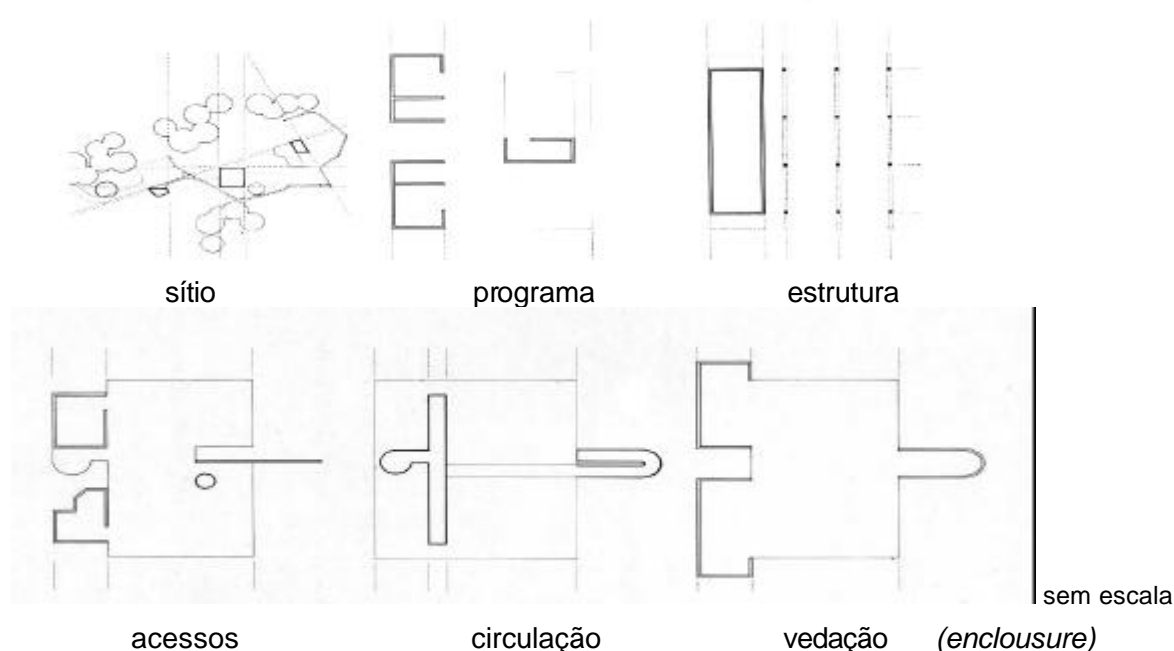 sítio programa estrutura
sem escala
acessos circulação vedação (enclousure)